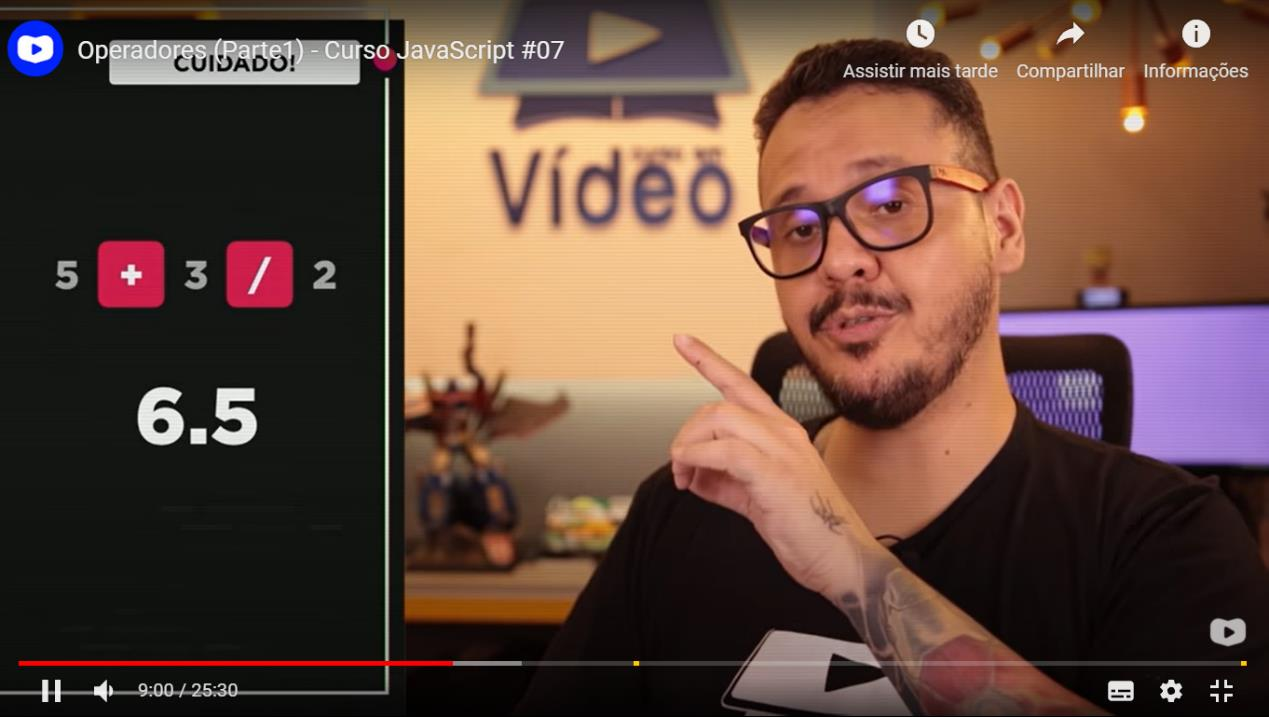 Operadores (Parte1) - Curso JavaScript #07
CUIDADO!
Assistir mais tarde
Compartilhar
Informações
Vídeo
5 + 3 / 2
6.5
9:00 / 25:30